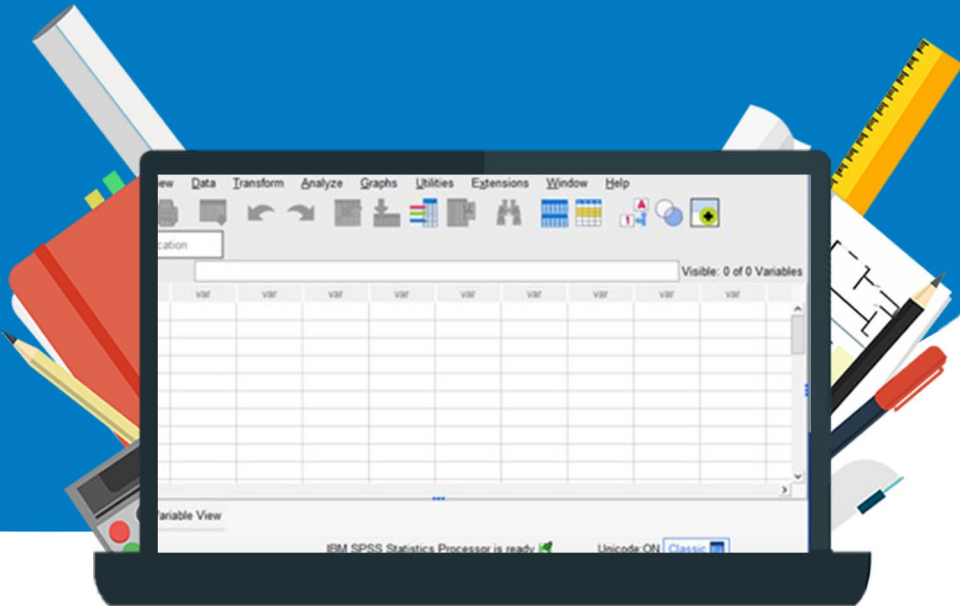 ew Data Transform Analyze Graphs Utilities Extensions Window Help
A
1
cation
Visible: 0 of 0 Variables
var var var var var var var var var
Variable View
IBM SPSS Statistics Processor is ready Unicode:ON Classic